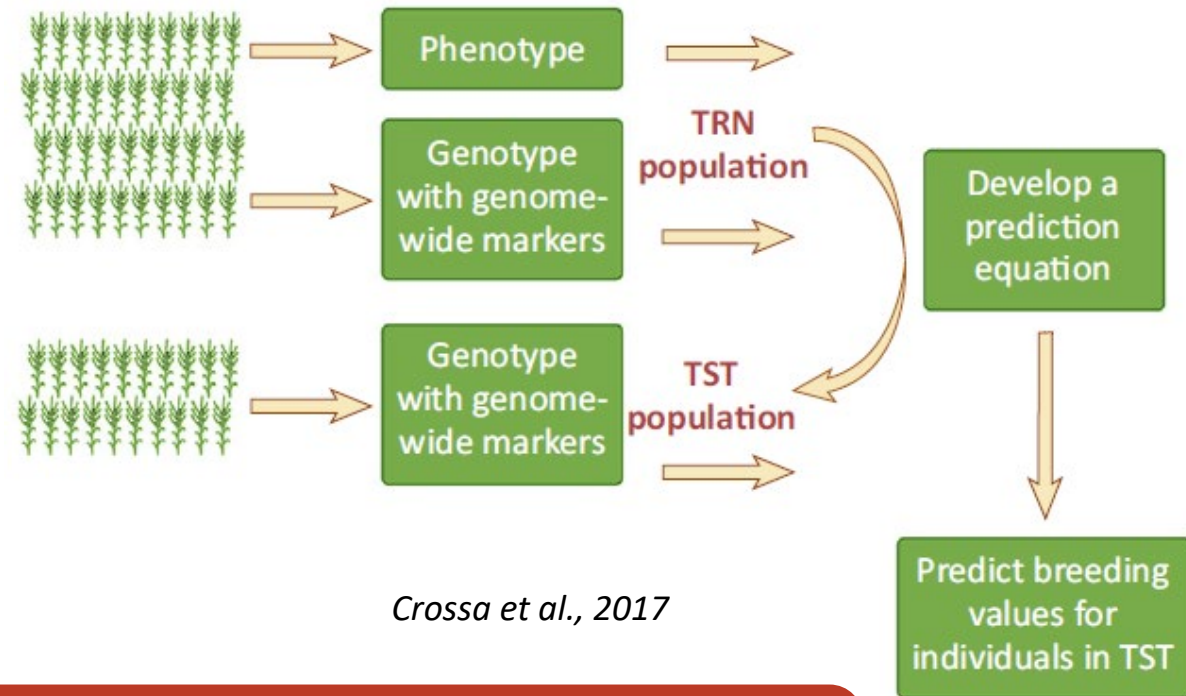 Phenotype
Genotype
with genome-
wide markers
TRN
population
Develop a
prediction
equation
Genotype
with genome-
wide markers
TST
population
Predict breeding
values for
individuals in TST
Crossa et al., 2017